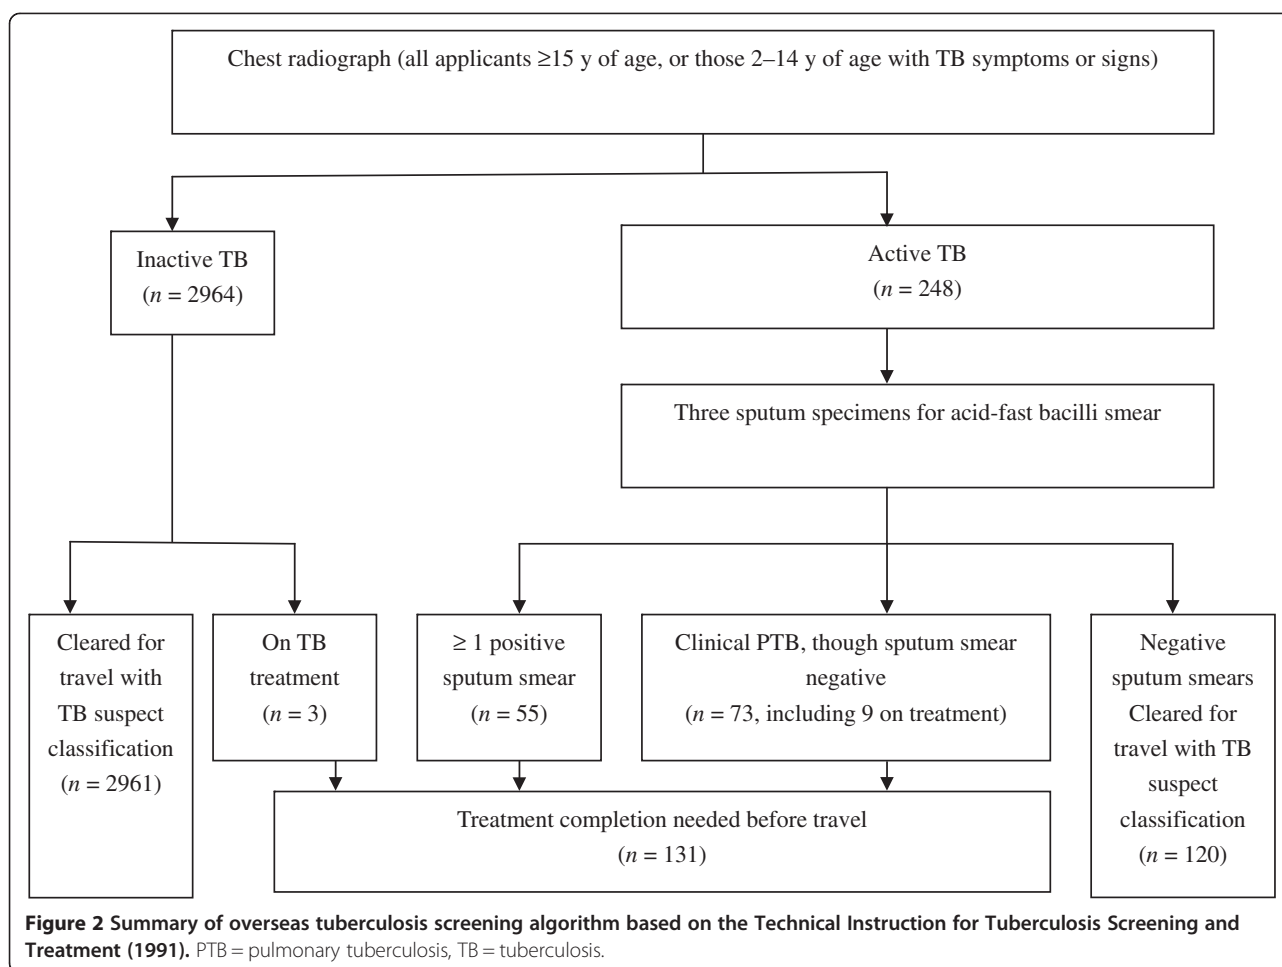 Chest radiograph (all applicants ≥15 y of age, or those 2–14 y of age with TB symptoms or signs)
Inactive TB
(n = 2964)
Active TB
(n = 248)
Three sputum specimens for acid-fast bacilli smear
Cleared for
travel with
TB suspect
classification
(n = 2961)
On TB
treatment
(n = 3)
≥ 1 positive
sputum smear
(n = 55)
Clinical PTB, though sputum smear
negative
(n = 73, including 9 on treatment)
Negative
sputum smears
Cleared for
travel with TB
suspect
classification
(n = 120)
Treatment completion needed before travel
(n = 131)
Figure 2 Summary of overseas tuberculosis screening algorithm based on the Technical Instruction for Tuberculosis Screening and
Treatment (1991). PTB = pulmonary tuberculosis, TB = tuberculosis.